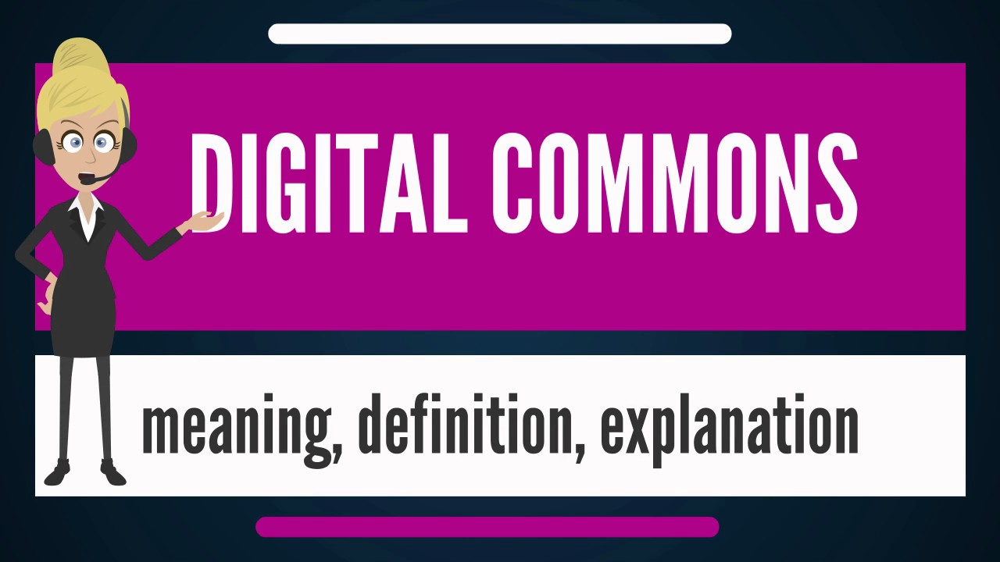 DIGITAL COMMONS
meaning, definition, explanation